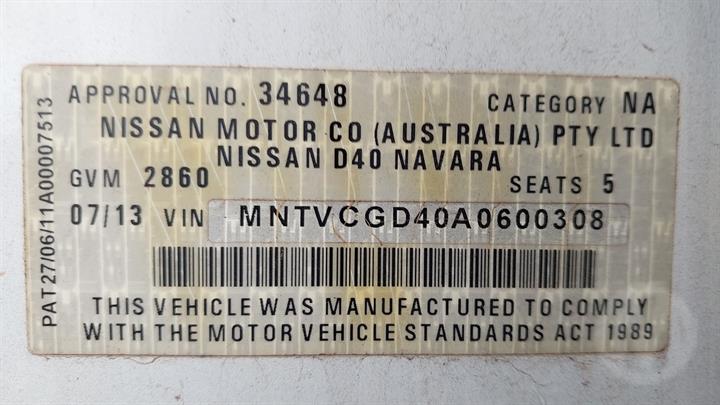 APPROVAL NO. 34648 CATEGORY NA
NISSAN MOTOR CO (AUSTRALIA) PTY LTD
NISSAN D40 NAVARA
GVM 2860 SEATS 5
07/13 VIN MNTVCGD40A0600308
THIS VEHICLE WAS MANUFACTURED TO COMPLY
WITH THE MOTOR VEHICLE STANDARDS ACT 1989
PAT27/06/11A00007513